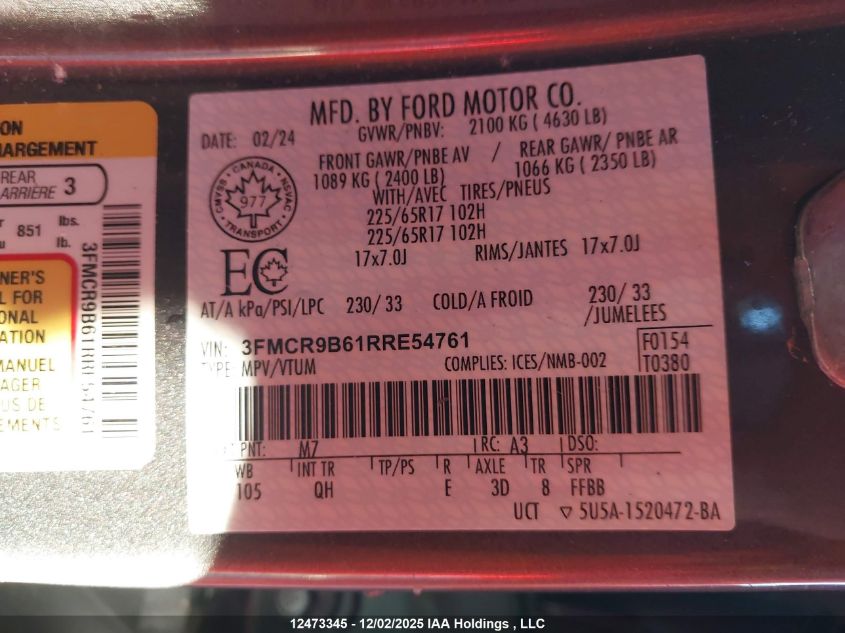 ON
ARGEMENT
REAR
ARRIERE 3
851 lbs.
lb.
3FMCR9B61RRE54761
NER'S
L FOR
ONAL
ATION
MANUEL
AGER
US DE
EMENTS
MFD. BY FORD MOTOR CO.
DATE: 02/24
GVWR/PNBV: 2100 KG ( 4630 LB)
FRONT GAWR/PNBE AV / REAR GAWR/ PNBE AR
1089 KG ( 2400 LB) 1066 KG ( 2350 LB)
WITH/AVEC TIRES/PNEUS
CANADA
CMVSS NSVAC
977
TRANSPORT
225/65R17 102H
225/65R17 102H
17x7.0J RIMS/JANTES 17x7.0J
EC
AT/A kPa/PSI/LPC 230/ 33 COLD/A FROID 230/ 33
/JUMELEES
VIN: 3FMCR9B61RRE54761 F0154
TYPE: MPV/VTUM COMPLIES: ICES/NMB-002 T0380
PNT: M7 RC: A3 DSO:
WB INT TR TP/PS R AXLE TR SPR
105 QH E 3D 8 FFBB
UCT ▽ 5U5A-1520472-BA
12473345 - 12/02/2025 IAA Holdings , LLC